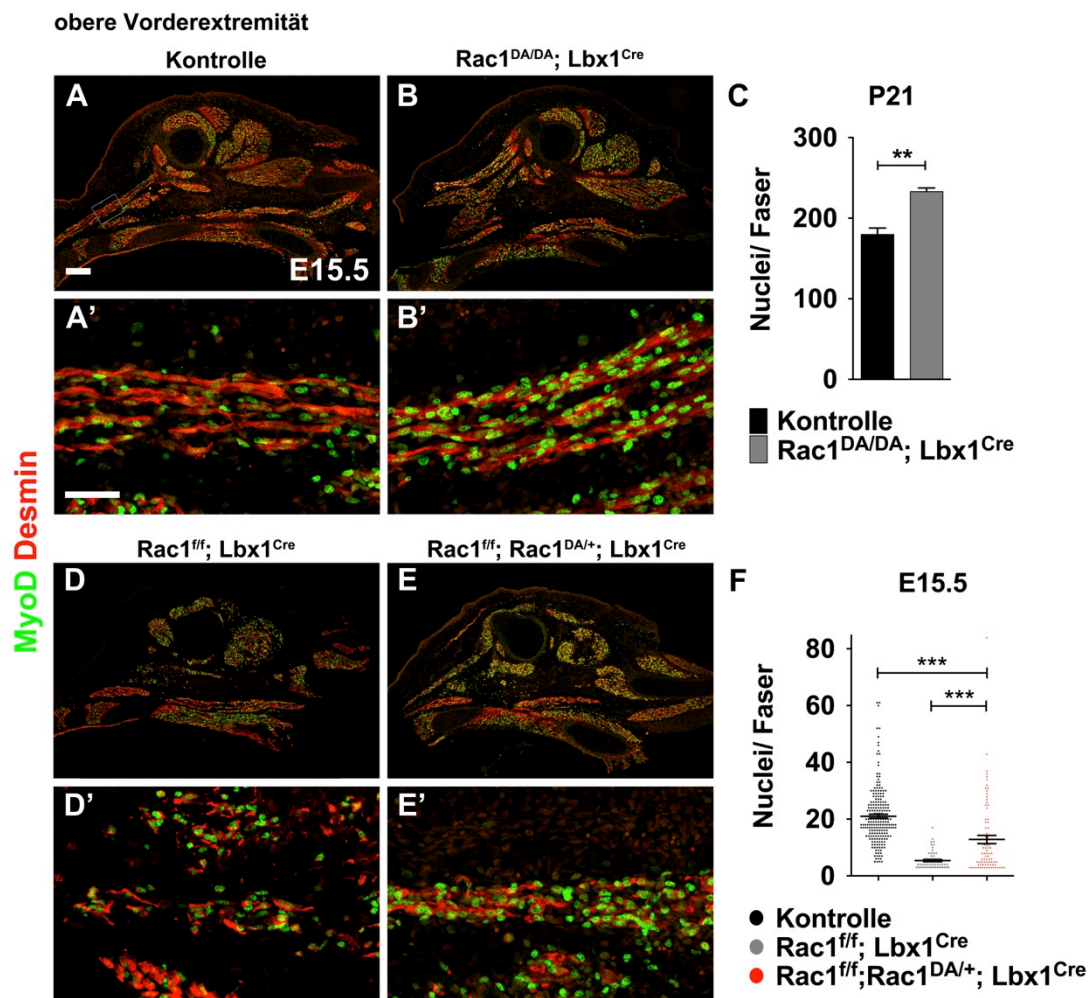 obere Vorderextremität
Kontrolle
Rac1DA/DA; Lbx1Cre
A
E15.5
B
C
P21
Nuclei/ Faser
300
200
100
0
**
Kontrolle
Rac1DA/DA; Lbx1Cre
A’
B’
MyoD Desmin
Rac1f/f; Lbx1Cre
Rac1f/f; Rac1DA/+; Lbx1Cre
D
E
D’
E’
F
E15.5
Nuclei/ Faser
80
60
40
20
0
***
***
Kontrolle
Rac1f/f; Lbx1Cre
Rac1f/f;Rac1DA/+; Lbx1Cre